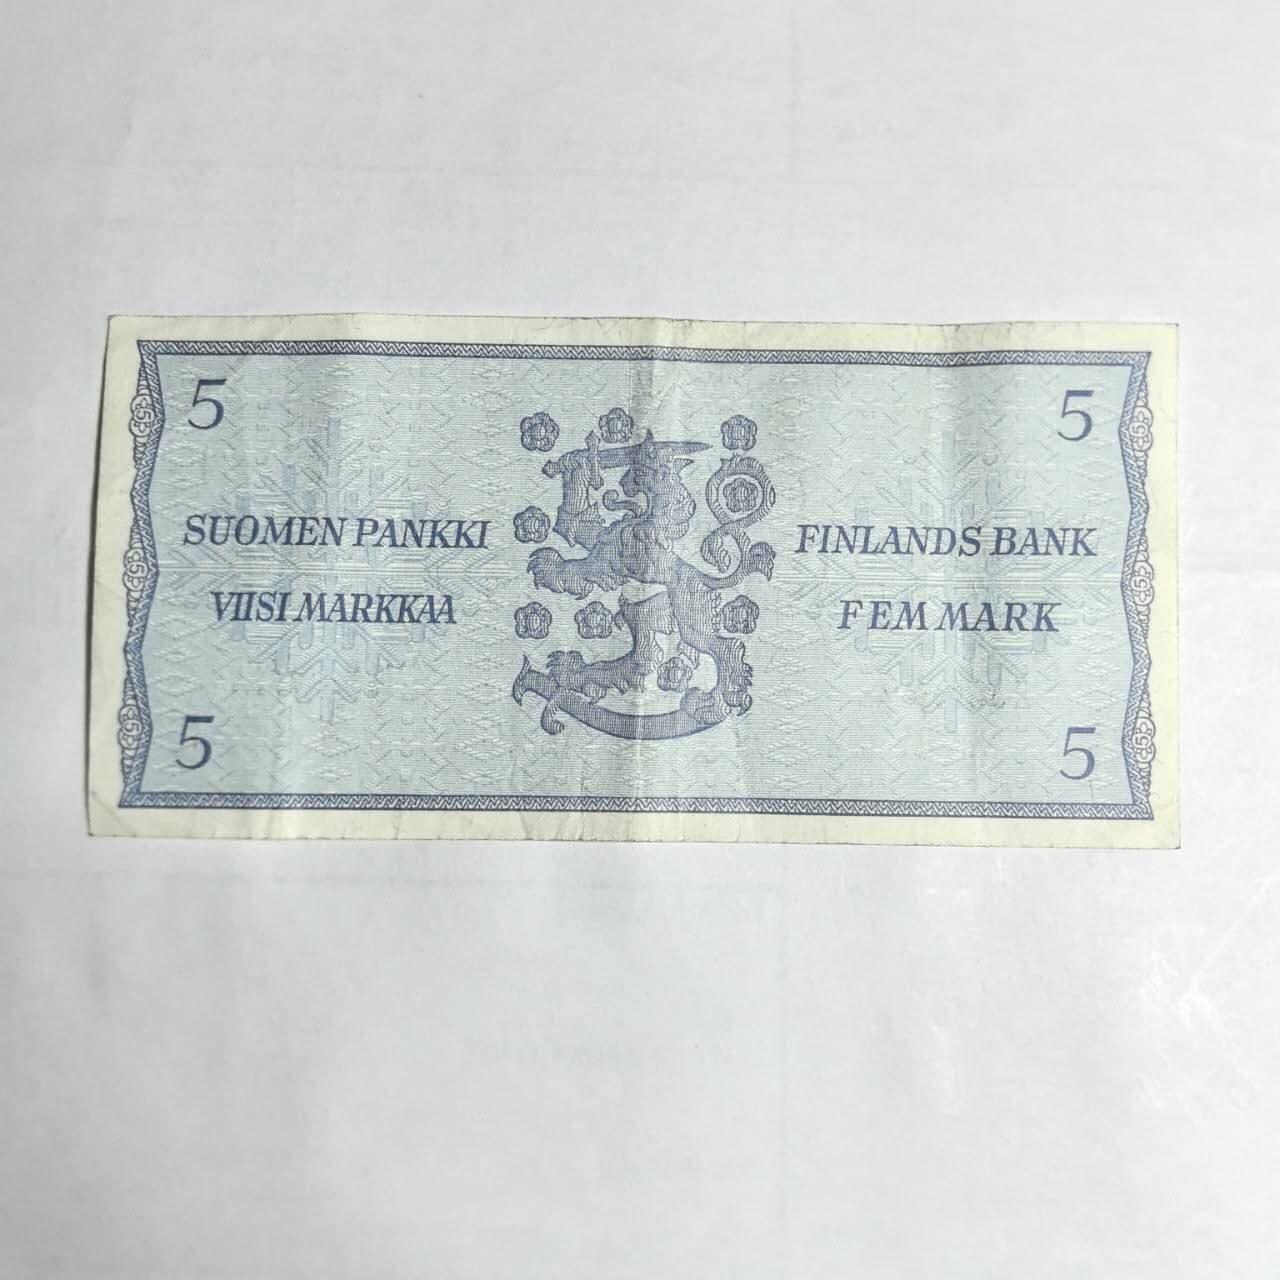 5 5
SUOMEN PANKKI FINLANDS BANK
VIISI MARKKAA FEM MARK
5 5